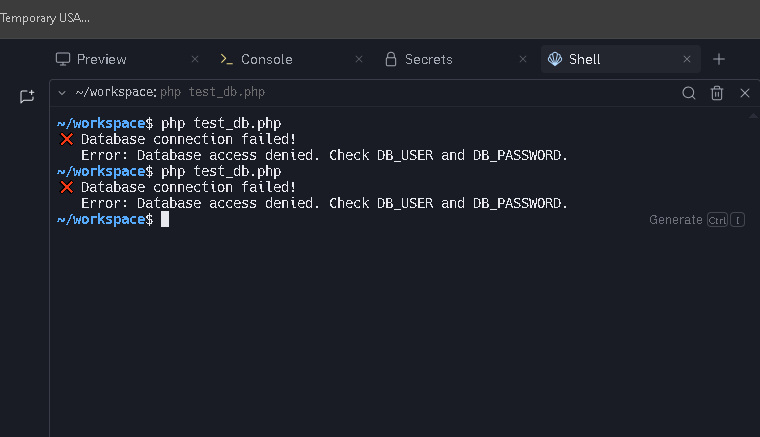 Temporary USA...
Preview
Console
Secrets
Shell
~/workspace: php test_db.php
~/workspace$ php test_db.php
❌ Database connection failed!
Error: Database access denied. Check DB_USER and DB_PASSWORD.
~/workspace$ php test_db.php
❌ Database connection failed!
Error: Database access denied. Check DB_USER and DB_PASSWORD.
~/workspace$
Generate Ctrl I